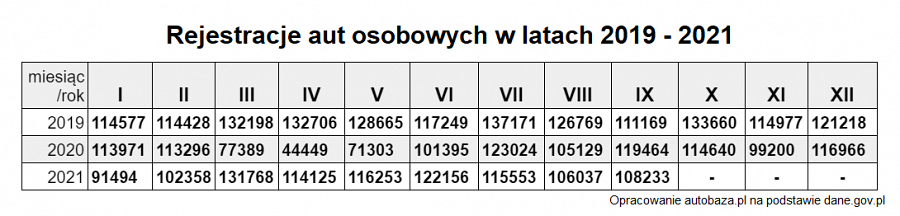 Rejestracje aut osobowych w latach 2019 - 2021
miesiąc
/rok I II III IV V VI VII VIII IX X XI XII
2019 114577 114428 132198 132706 128665 117249 137171 126769 111169 133660 114977 121218
2020 113971 113296 77389 44449 71303 101395 123024 105129 119464 114640 99200 116966
2021 91494 102358 131768 114125 116253 122156 115553 106037 108233 - - -
Opracowanie autobaza.pl na podstawie dane.gov.pl